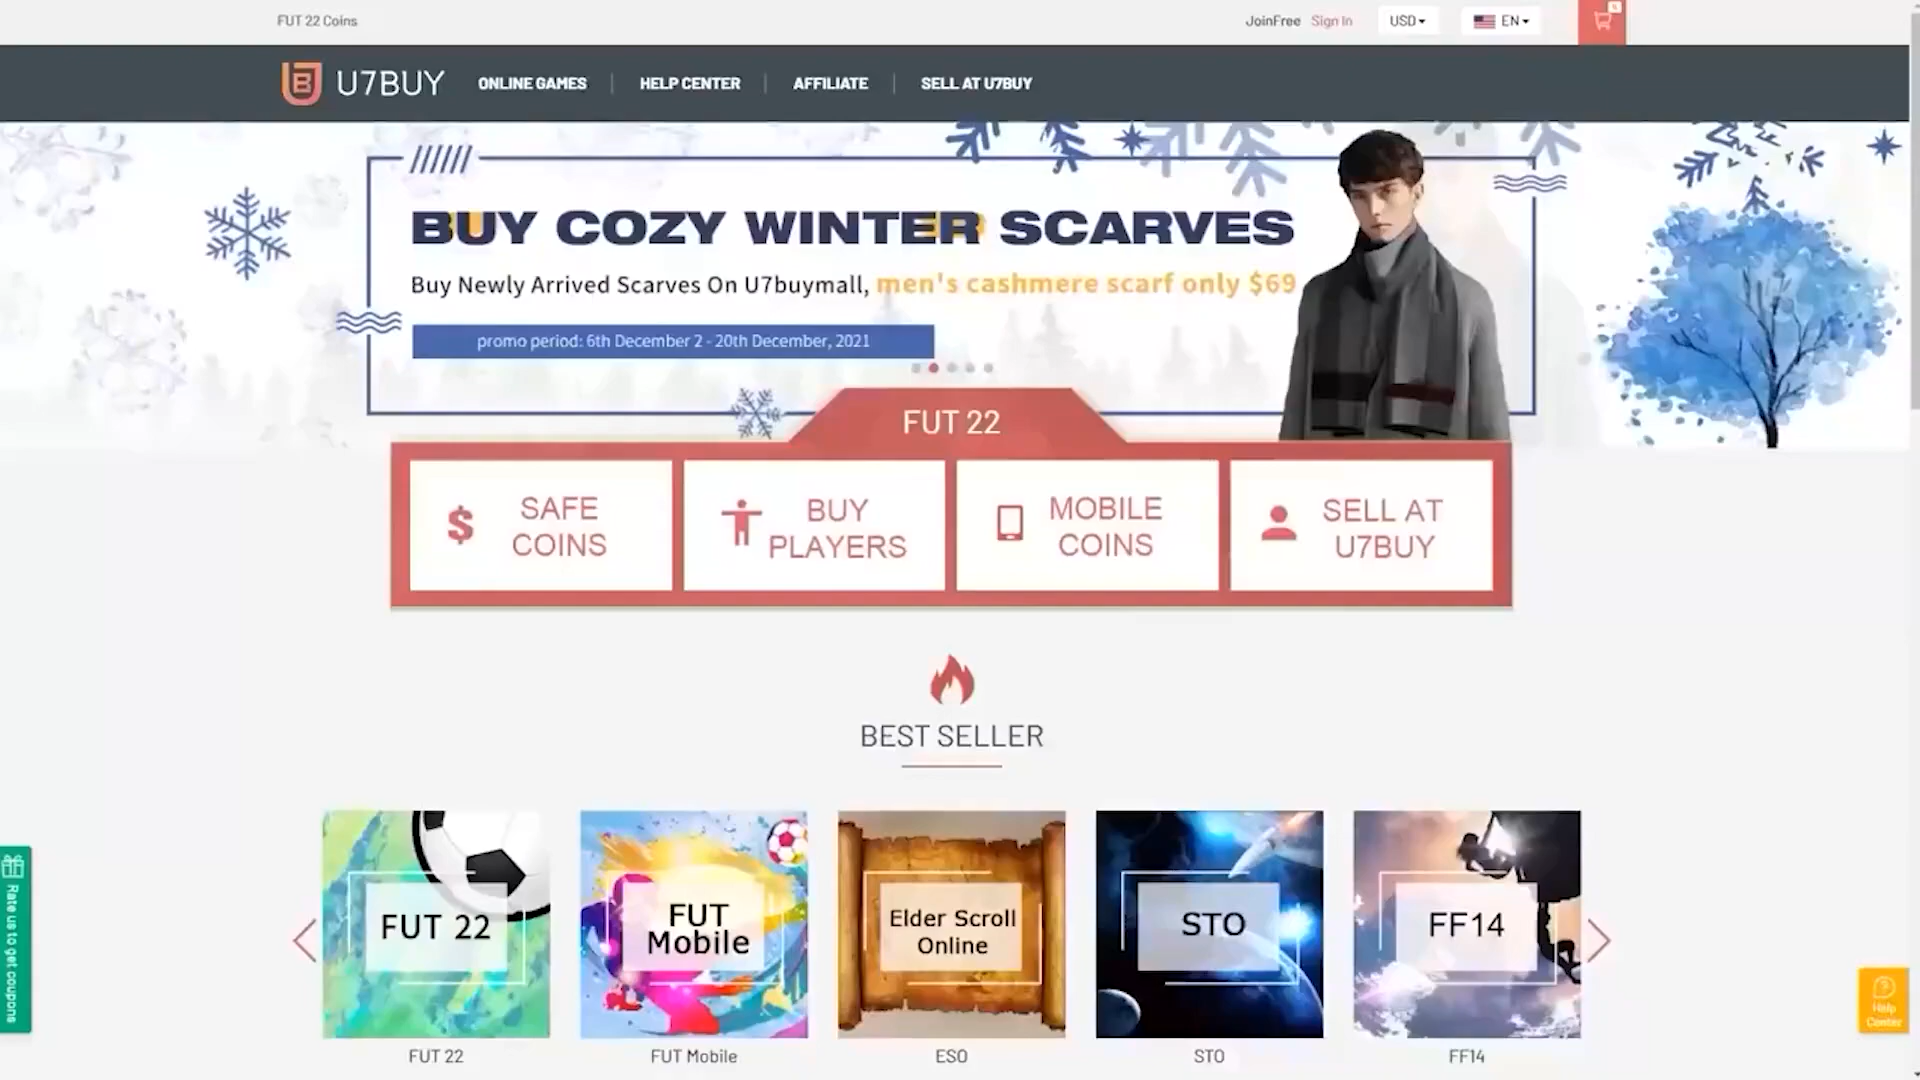 FUT 22 Coins
JoinFree Sign In
USD
EN
U7BUY
ONLINE GAMES
HELP CENTER
AFFILIATE
SELL AT U7BUY
BUY COZY WINTER SCARVES
Buy Newly Arrived Scarves On U7buymall, men's cashmere scarf only $69
promo period: 6th December 2 - 20th December, 2021
FUT 22
SAFE
COINS
BUY
PLAYERS
MOBILE
COINS
SELL AT
U7BUY
BEST SELLER
FUT 22
FUT
Mobile
Elder Scroll
Online
STO
FF14
FUT 22
FUT Mobile
ESO
STO
FF14
Rate us to get coupons
Help
Center